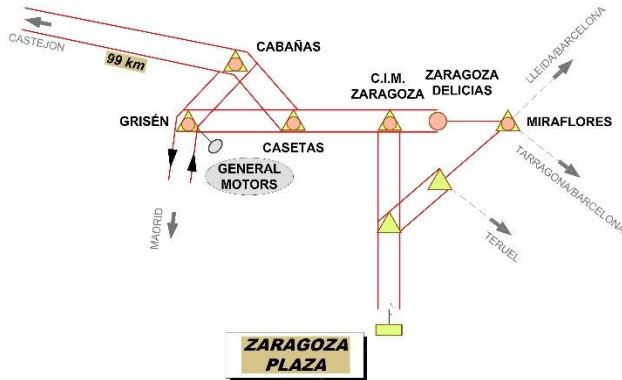 CASTEJON
99 km
CABAÑAS
C.I.M.
ZARAGOZA
ZARAGOZA
DELICIAS
LLEIDA/BARCELONA
GRISÉN
CASETAS
MIRAFLORES
GENERAL
MOTORS
TARRAGONA/BARCELONA
MADRID
TERUEL
ZARAGOZA
PLAZA